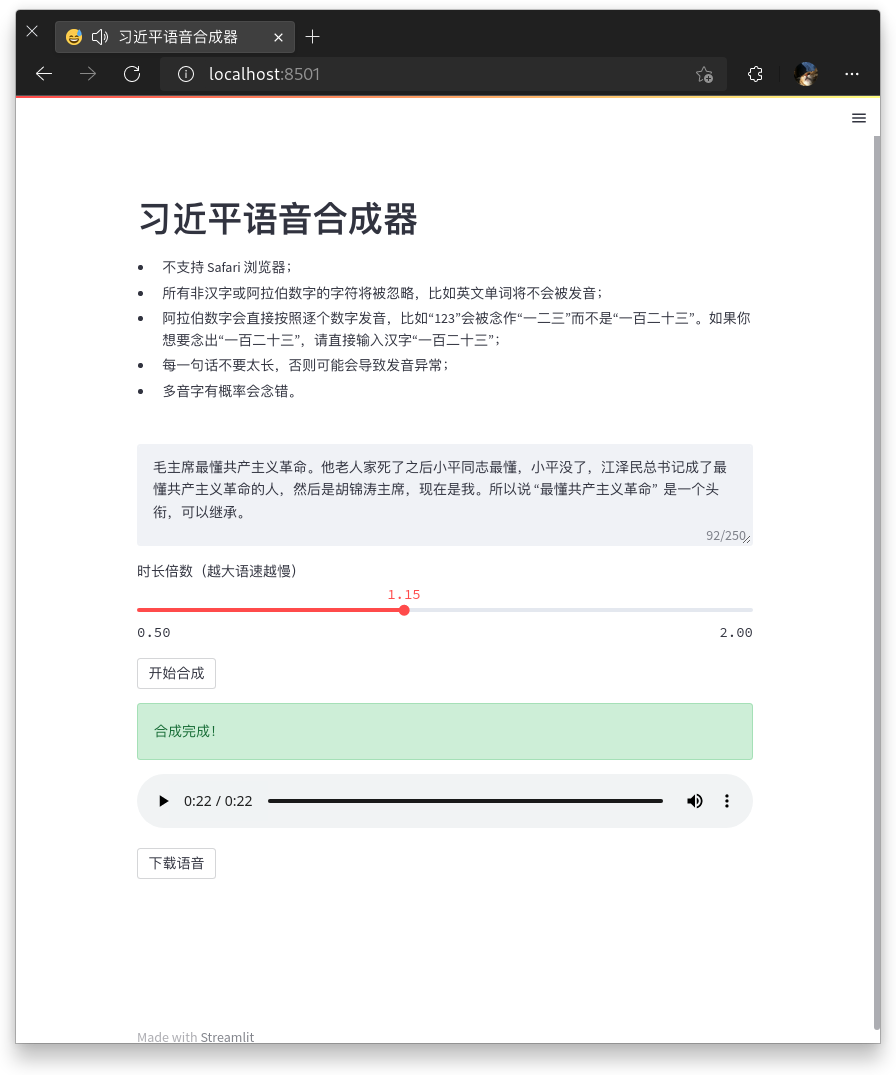 习近平语音合成器
localhost:8501
习近平语音合成器
不支持 Safari 浏览器；
所有非汉字或阿拉伯数字的字符将被忽略，比如英文单词将不会被发音；
阿拉伯数字会直接按照逐个数字发音，比如“123”会被念作“一二三”而不是“一百二十三”。如果你
想要念出“一百二十三”，请直接输入汉字“一百二十三”；
每一句话不要太长，否则可能会导致发音异常；
多音字有概率会念错。
毛主席最懂共产主义革命。他老人家死了之后小平同志最懂，小平没了，江泽民总书记成了最
懂共产主义革命的人，然后是胡锦涛主席，现在是我。所以说 “最懂共产主义革命” 是一个头
衔，可以继承。
92/250
时长倍数（越大语速越慢）
1.15
0.50 2.00
开始合成
合成完成！
0:22 / 0:22
下载语音
Made with Streamlit